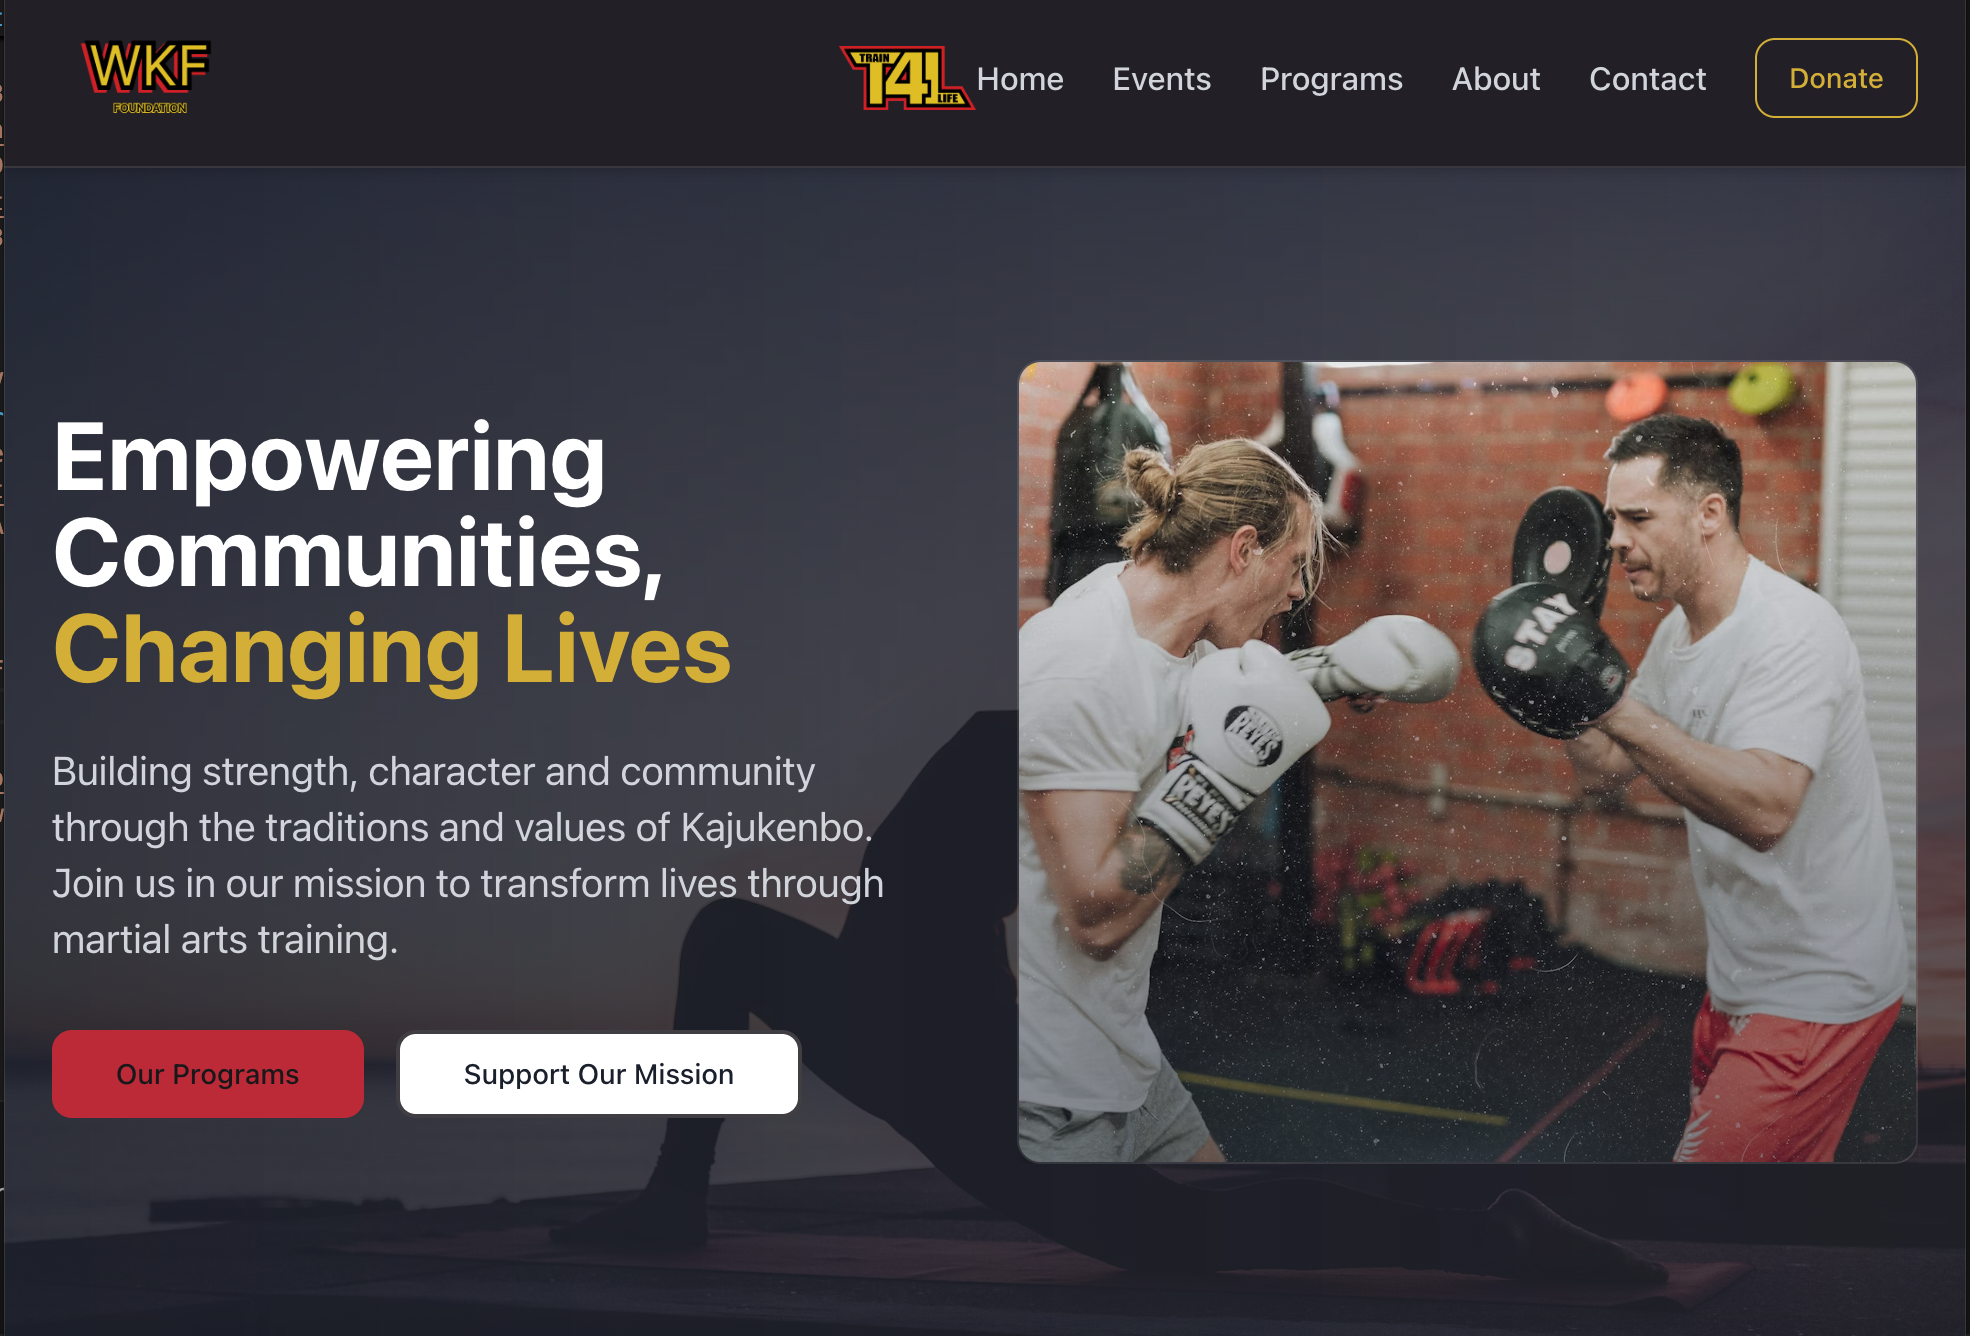 WKF
FOUNDATION
TRAIN
T4L
LIFE
Home
Events
Programs
About
Contact
Donate
Empowering
Communities,
Changing Lives
Building strength, character and community
through the traditions and values of Kajukenbo.
Join us in our mission to transform lives through
martial arts training.
Our Programs
Support Our Mission
STAY
REYES
REYES